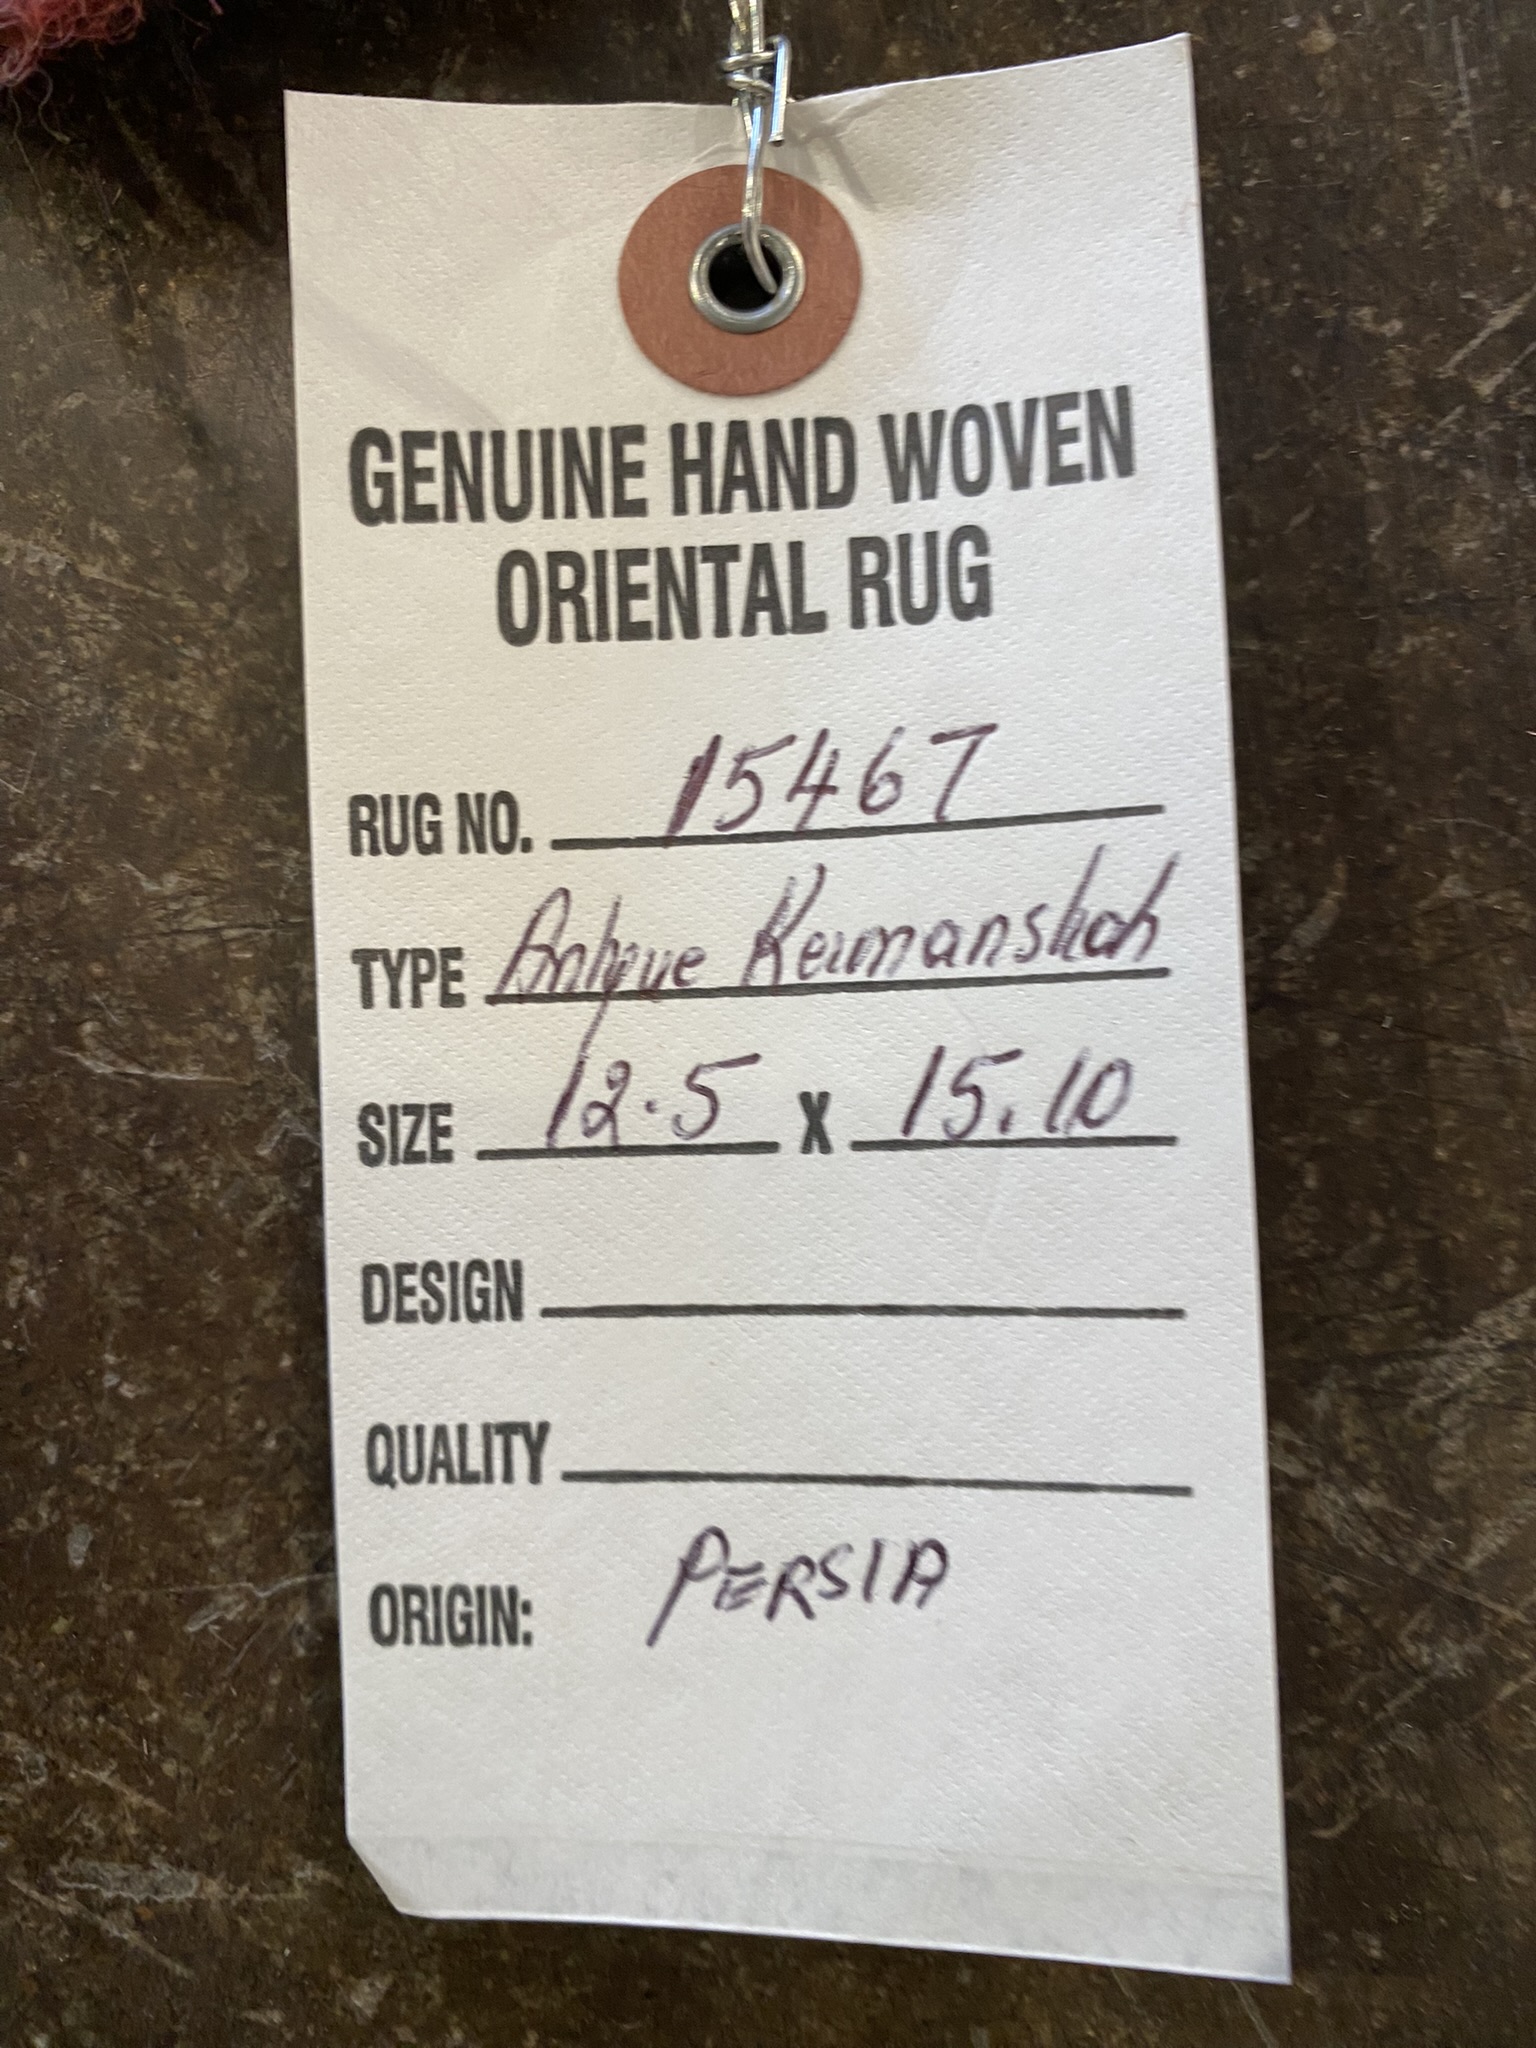 GENUINE HAND WOVEN
ORIENTAL RUG
RUG NO. 15467
TYPE Antique Kermanshah
SIZE 12.5 X 15.10
DESIGN
QUALITY
ORIGIN: PERSIA